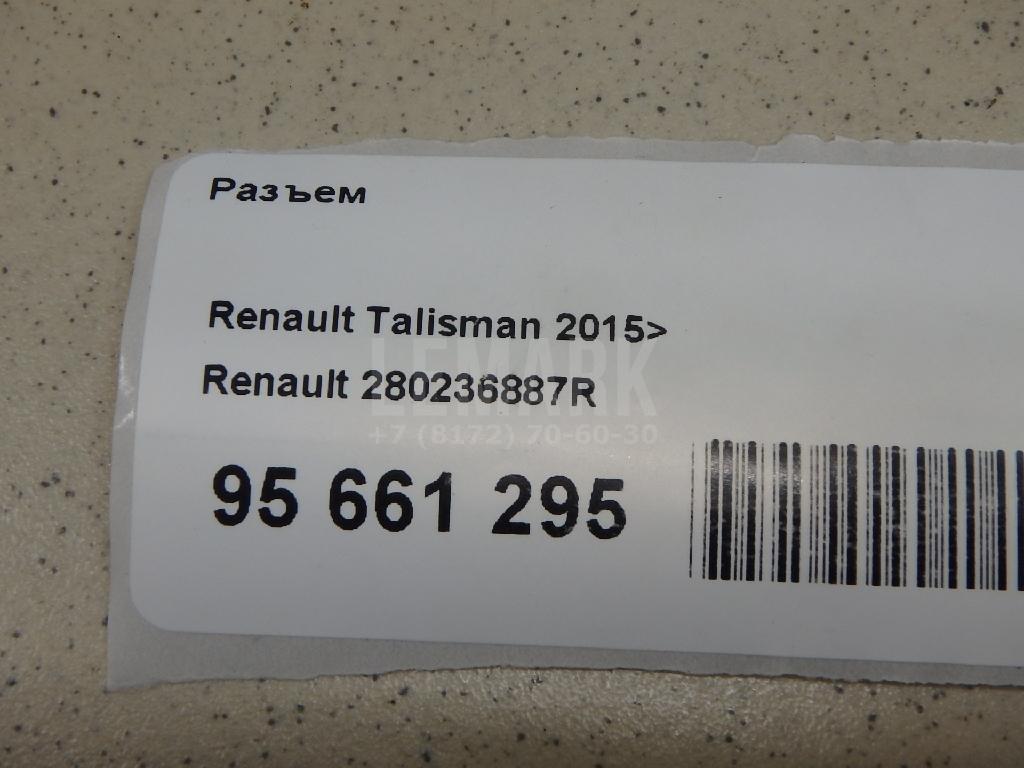 Разъем
Renault Talisman 2015>
Renault 280236887R
LEMARK
+7 (8172) 70-60-30
95 661 295